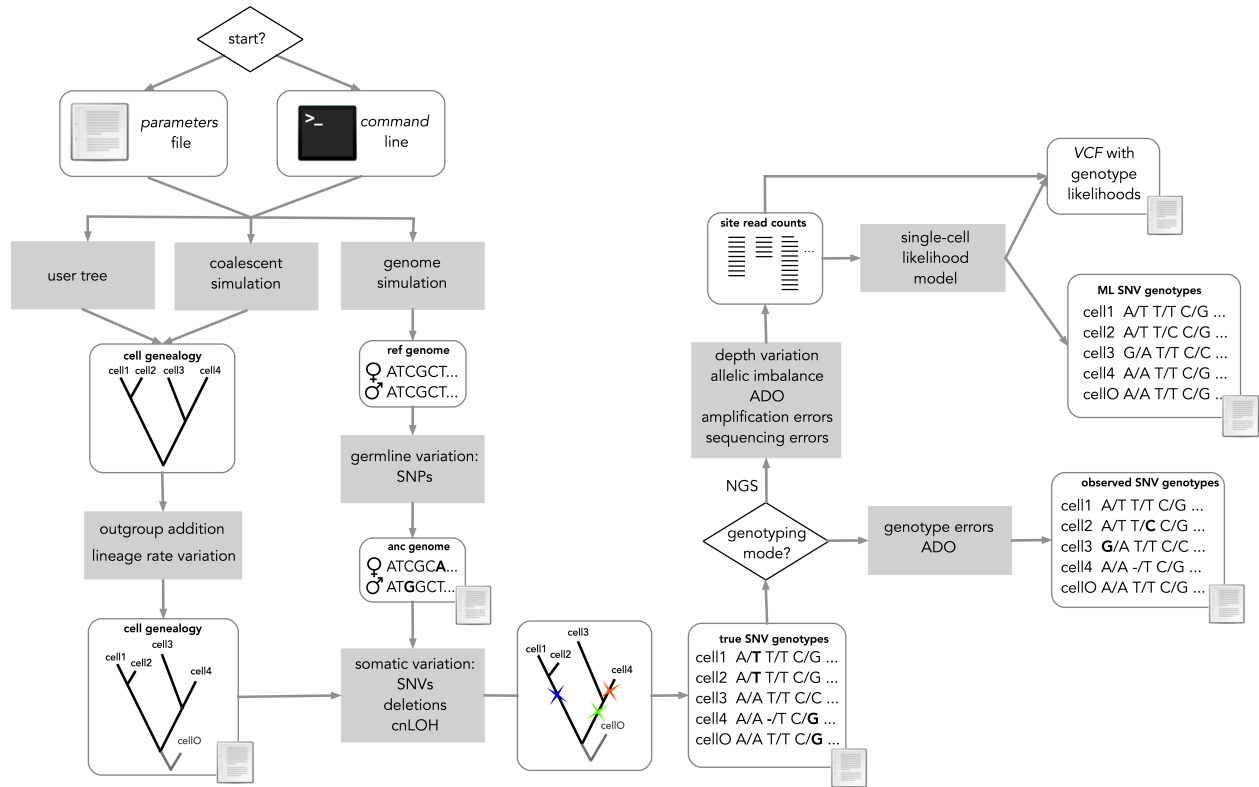 start?
parameters
file
>_
command
line
user tree
coalescent
simulation
genome
simulation
cell genealogy
cell1 cell2 cell3 cell4
ref genome
♀ ATCGCT...
♂ ATCGCT...
outgroup addition
lineage rate variation
germline variation:
SNPs
anc genome
♀ ATCGCA...
♂ ATGGCT...
cell genealogy
cell3
cell1
cell2
cell4
cellO
somatic variation:
SNVs
deletions
cnLOH
cell3
cell1
cell2
cell4
cellO
true SNV genotypes
cell1 A/T T/T C/G ...
cell2 A/T T/T C/G ...
cell3 A/A T/T C/C ...
cell4 A/A -/T C/G ...
cellO A/A T/T C/G ...
genotyping
mode?
NGS
depth variation
allelic imbalance
ADO
amplification errors
sequencing errors
site read counts
...
single-cell
likelihood
model
VCF with
genotype
likelihoods
ML SNV genotypes
cell1 A/T T/T C/G ...
cell2 A/T T/C C/G ...
cell3 G/A T/T C/C ...
cell4 A/A T/T C/G ...
cellO A/A T/T C/G ...
genotype errors
ADO
observed SNV genotypes
cell1 A/T T/T C/G ...
cell2 A/T T/C C/G ...
cell3 G/A T/T C/C ...
cell4 A/A -/T C/G ...
cellO A/A T/T C/G ...